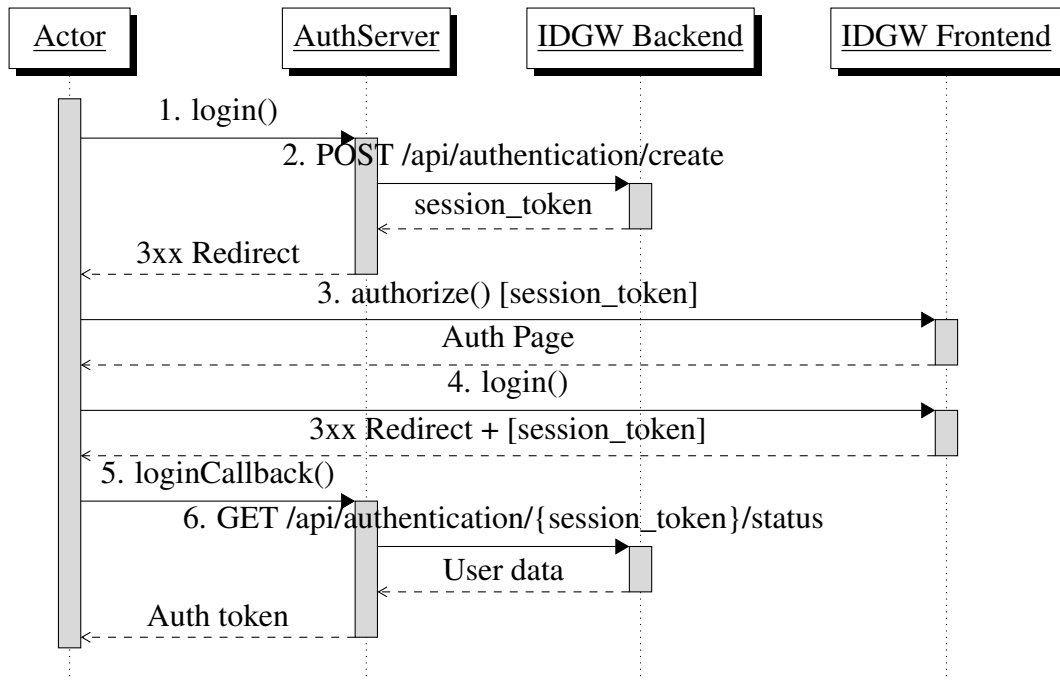 Actor
AuthServer
IDGW Backend
IDGW Frontend
1. login()
2. POST /api/authentication/create
session_token
3xx Redirect
3. authorize() [session_token]
Auth Page
4. login()
3xx Redirect + [session_token]
5. loginCallback()
6. GET /api/authentication/{session_token}/status
User data
Auth token